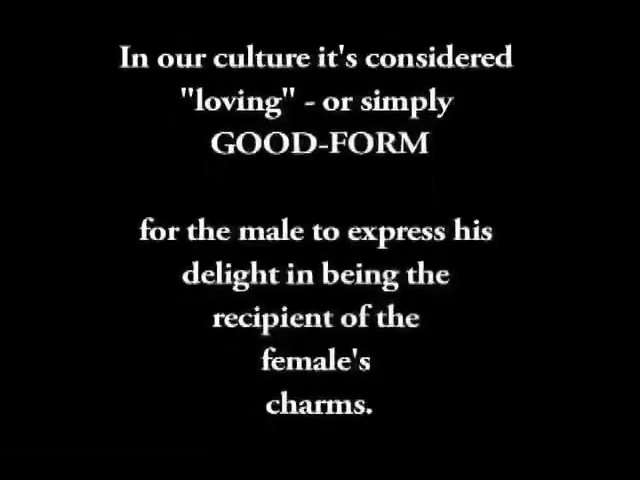 In our culture it's considered
"loving" - or simply
GOOD-FORM
for the male to express his
delight in being the
recipient of the
female's
charms.